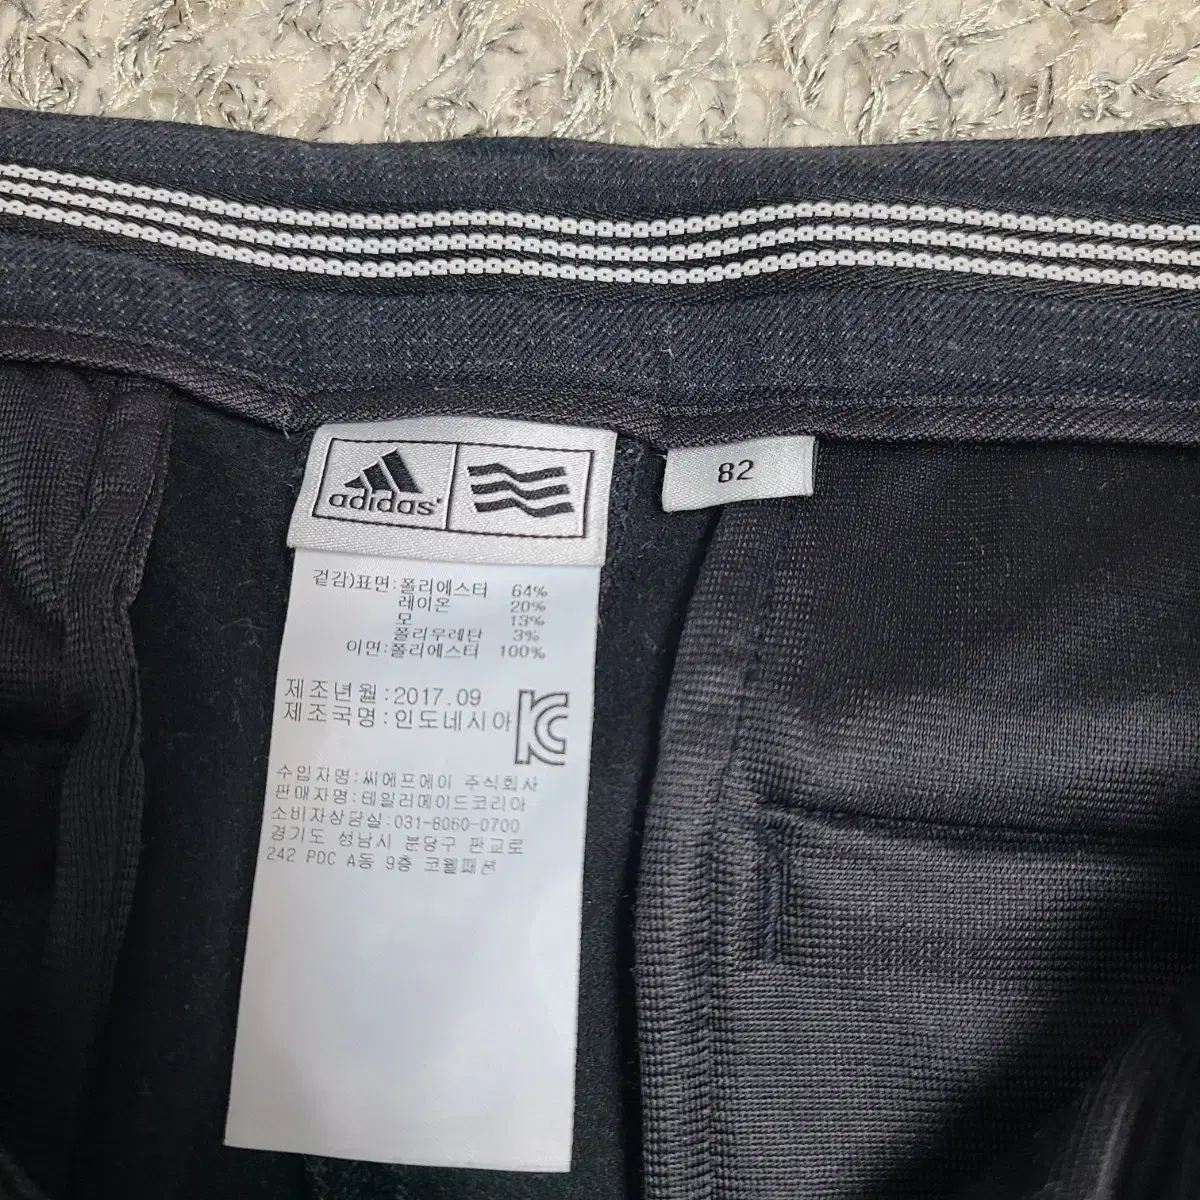 adidas
82
겉감)표면:폴리에스터 64%
레이온 20%
모 13%
폴리우레탄 3%
이면:폴리에스터 100%
제조년월:2017.09
제조국명:인도네시아
수입자명:씨에프에이 주식회사
판매자명:테일러메이드코리아
소비자상담실:031-8060-0700
경기도 성남시 분당구 판교로
242 PDC A동 9층 코웰패션